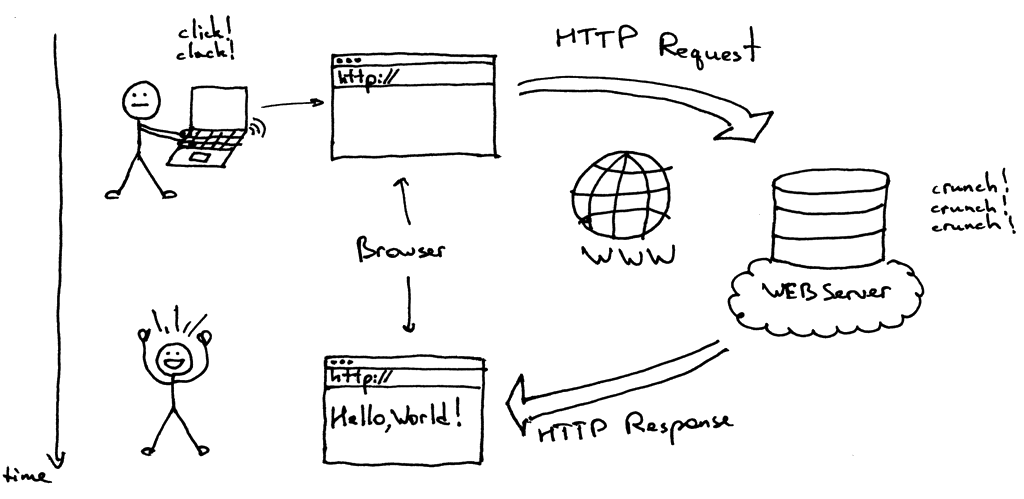 click!
clack!
HTTP Request
http://
crunch!
crunch!
crunch!
Browser
WWW
WEB Server
http://
Hello, World!
HTTP Response
time